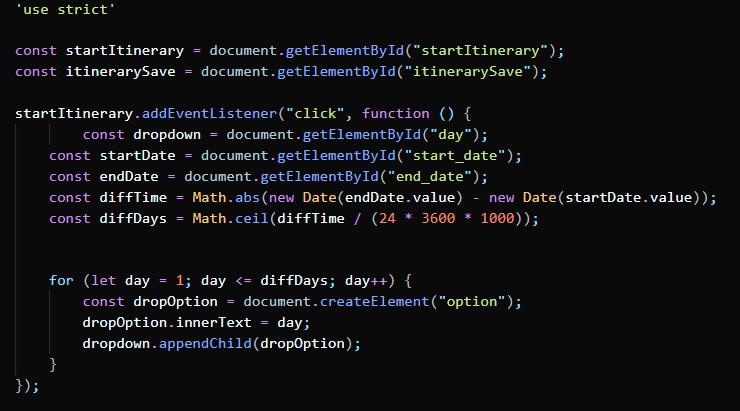 'use strict'
const startItinerary = document.getElementById("startItinerary");
const itinerarySave = document.getElementById("itinerarySave");
startItinerary.addEventListener("click", function () {
        const dropdown = document.getElementById("day");
    const startDate = document.getElementById("start_date");
    const endDate = document.getElementById("end_date");
    const diffTime = Math.abs(new Date(endDate.value) - new Date(startDate.value));
    const diffDays = Math.ceil(diffTime / (24 * 3600 * 1000));
    for (let day = 1; day <= diffDays; day++) {
        const dropOption = document.createElement("option");
        dropOption.innerText = day;
        dropdown.appendChild(dropOption);
    }
});